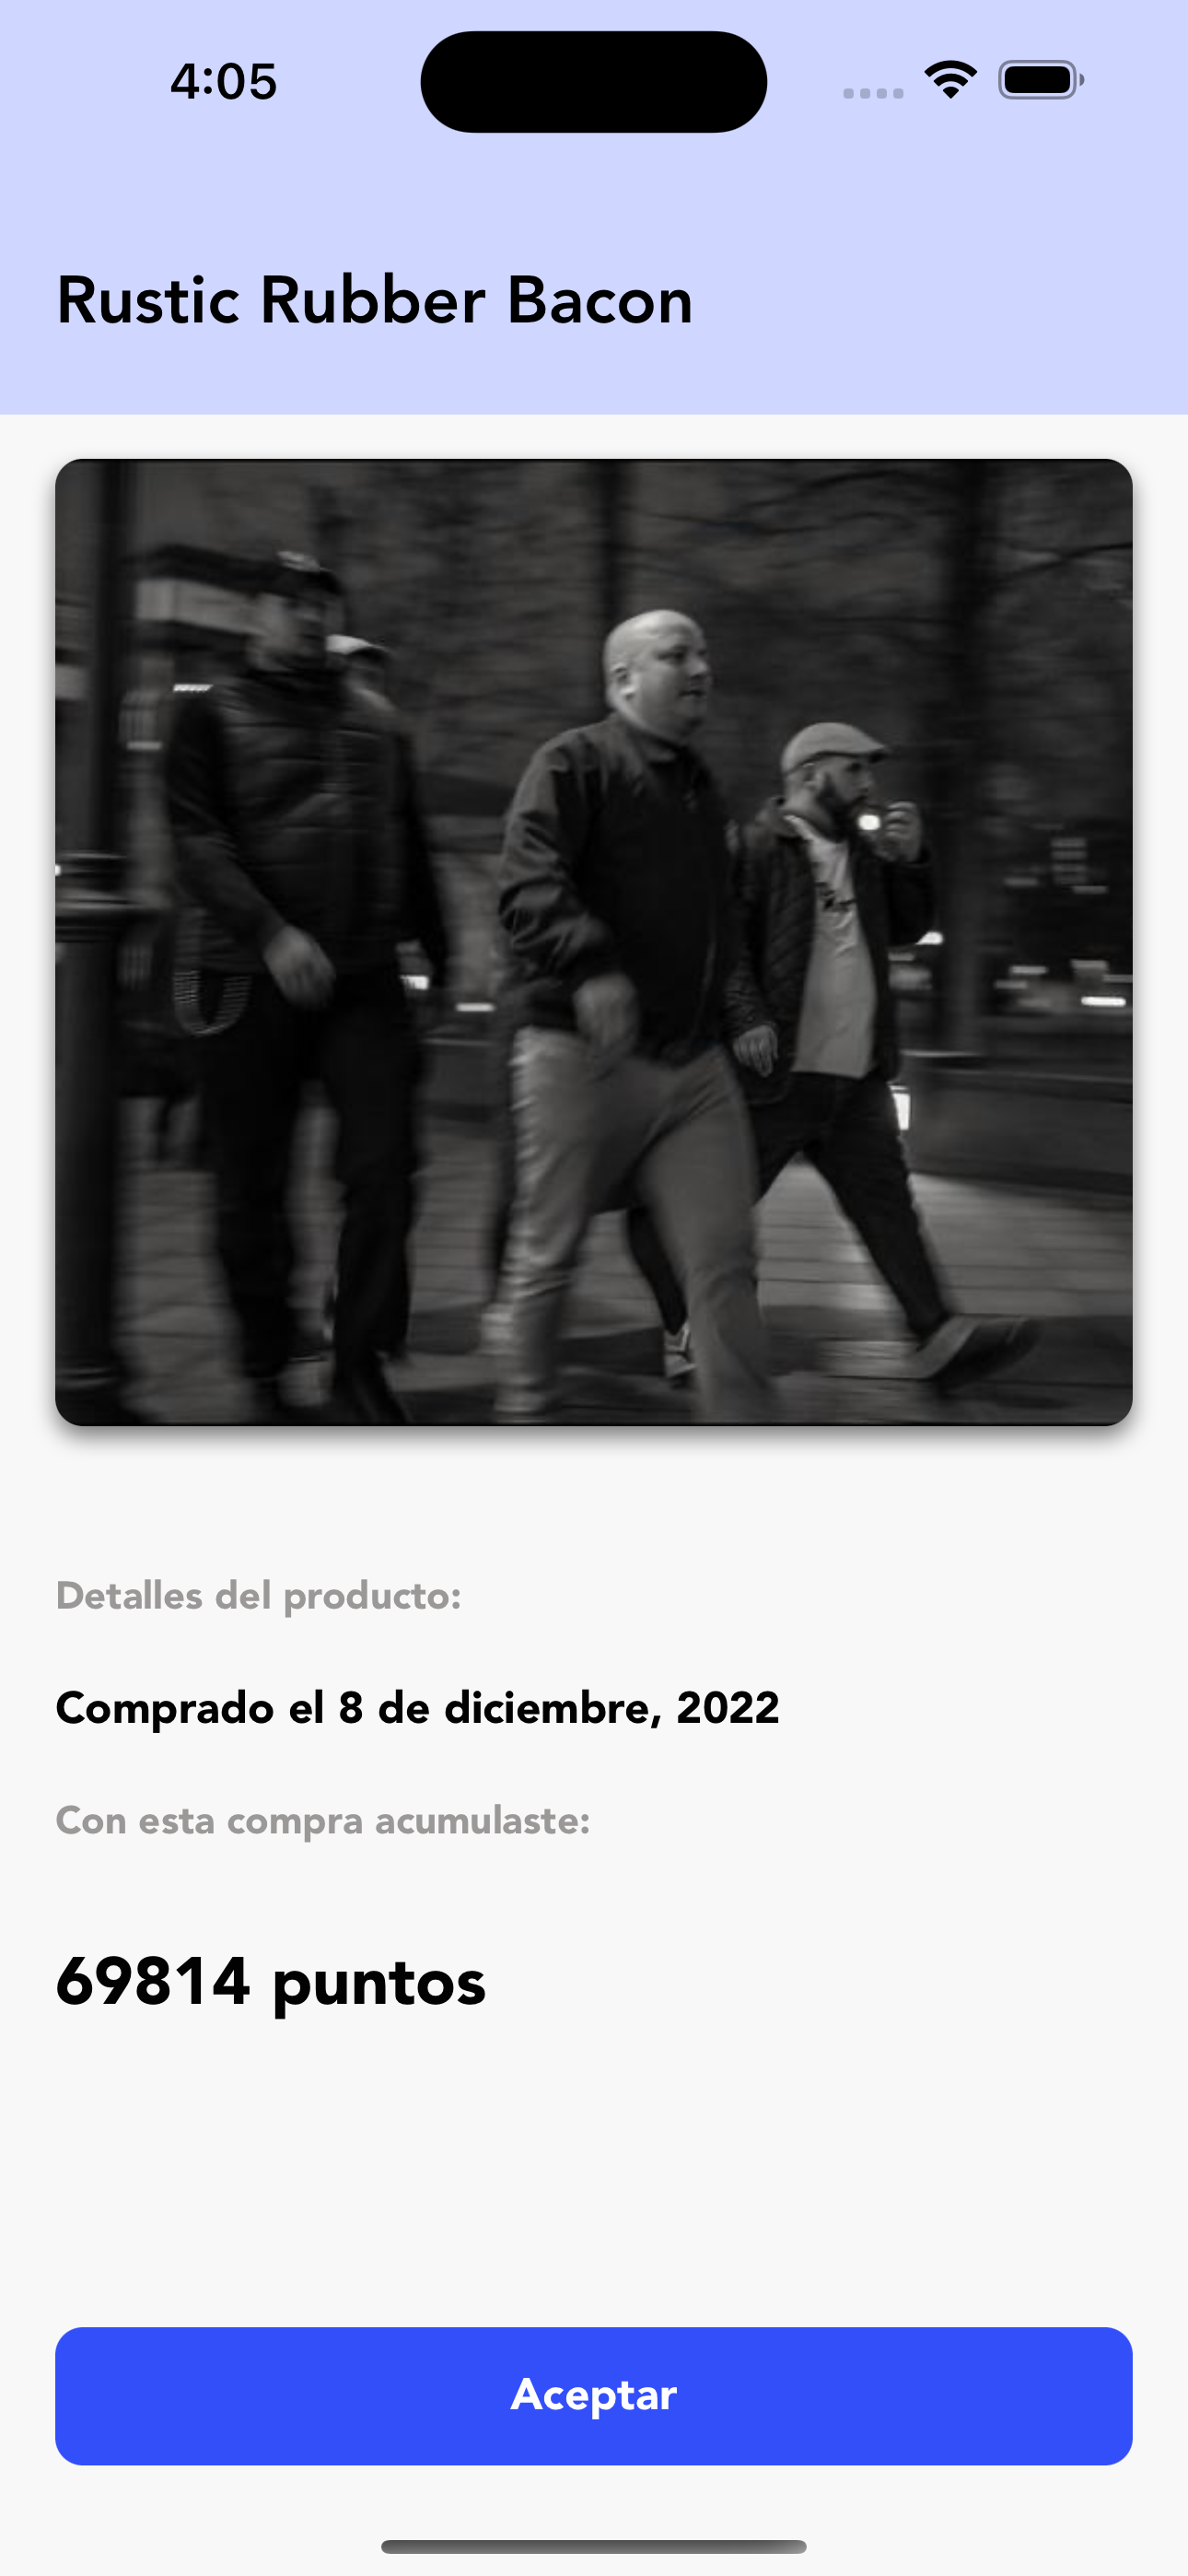 4:05
Rustic Rubber Bacon
Detalles del producto:
Comprado el 8 de diciembre, 2022
Con esta compra acumulaste:
69814 puntos
Aceptar